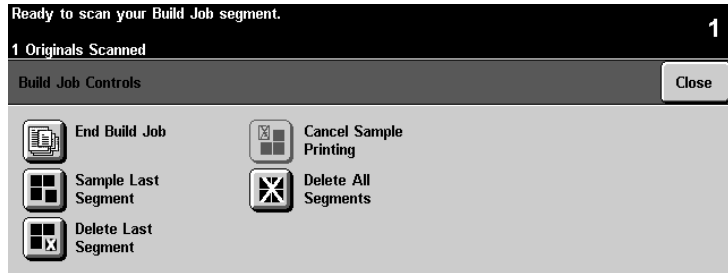 Ready to scan your Build Job segment.
1
1 Originals Scanned
Build Job Controls
Close
End Build Job
Cancel Sample
Printing
Sample Last
Segment
Delete All
Segments
Delete Last
Segment